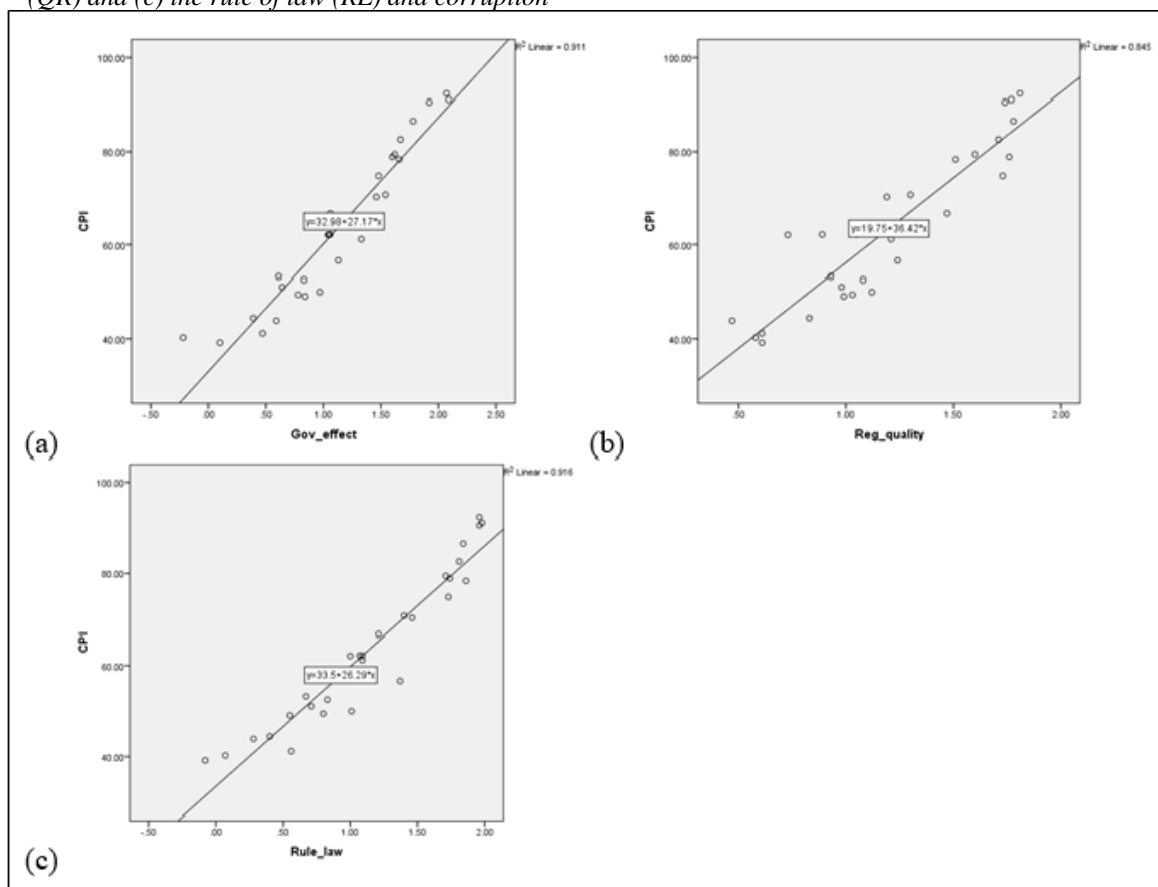 (QR) and (c) the rule of law (RL) and corruption
R² Linear = 0.911
100.00
80.00
60.00
40.00
CPI
y=32.98+27.17*x
-.50 .00 .50 1.00 1.50 2.00 2.50
Gov_effect
(a)
R² Linear = 0.845
100.00
80.00
60.00
40.00
CPI
y=19.75+36.42*x
.50 1.00 1.50 2.00
Reg_quality
(b)
R² Linear = 0.916
100.00
80.00
60.00
40.00
CPI
y=33.5+26.29*x
-.50 .00 .50 1.00 1.50 2.00
Rule_law
(c)